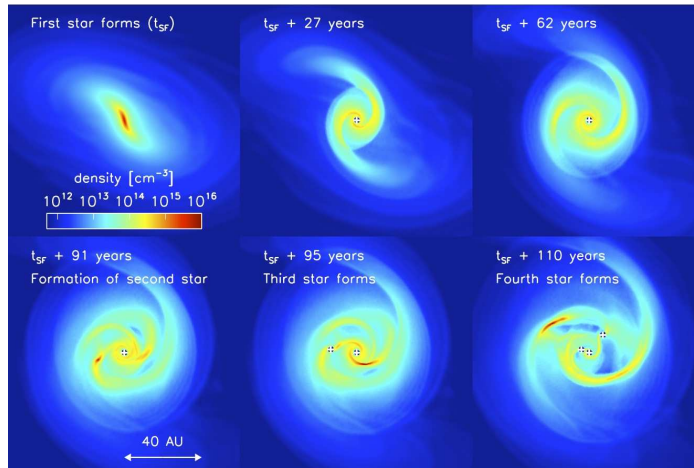 First star forms (t_SF)
t_SF + 27 years
t_SF + 62 years
density [cm⁻³]
10¹² 10¹³ 10¹⁴ 10¹⁵ 10¹⁶
t_SF + 91 years
Formation of second star
t_SF + 95 years
Third star forms
t_SF + 110 years
Fourth star forms
40 AU